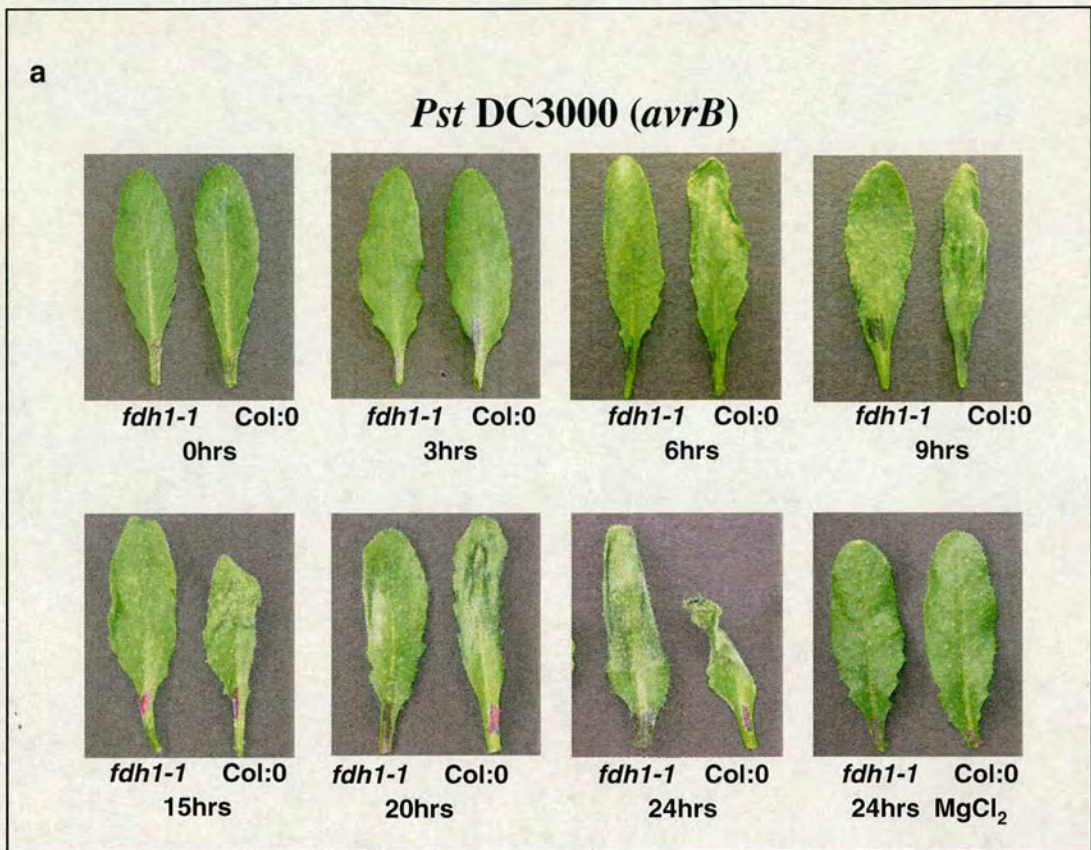 a
Pst DC3000 (avrB)
fdh1-1 Col:0 fdh1-1 Col:0 fdh1-1 Col:0 fdh1-1 Col:0
0hrs 3hrs 6hrs 9hrs
fdh1-1 Col:0 fdh1-1 Col:0 fdh1-1 Col:0 fdh1-1 Col:0
15hrs 20hrs 24hrs 24hrs MgCl₂